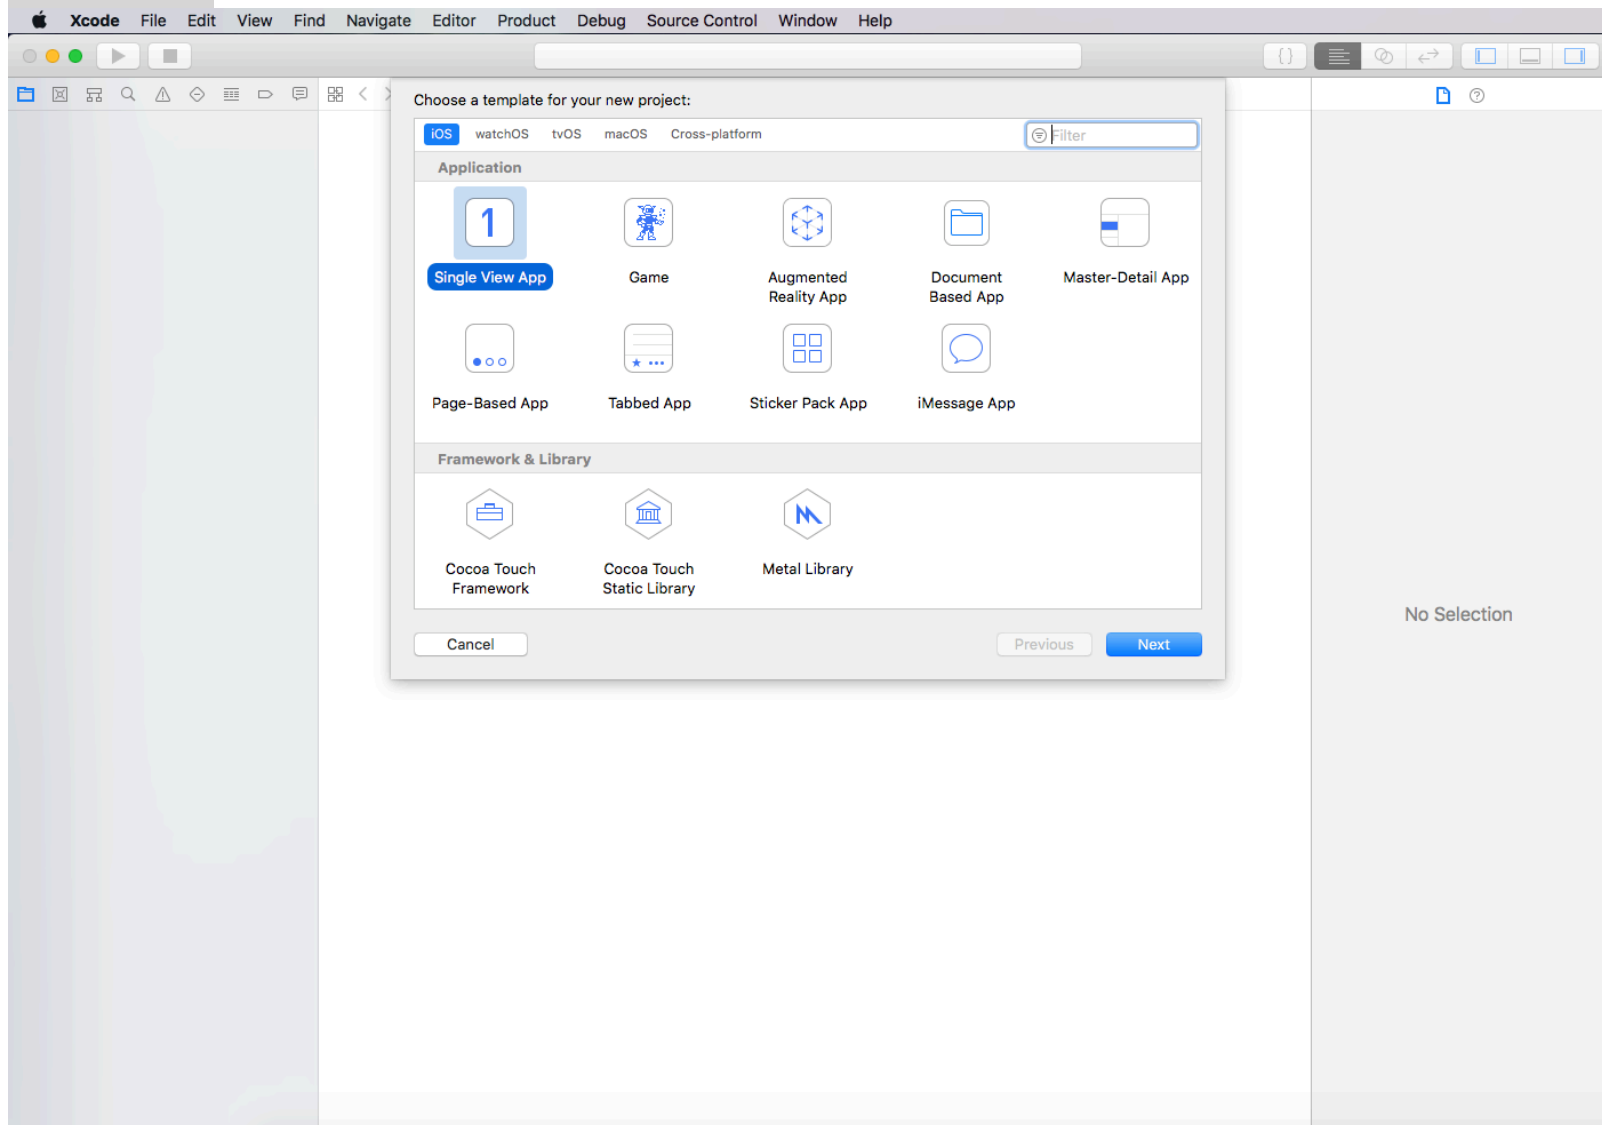 Xcode File Edit View Find Navigate Editor Product Debug Source Control Window Help
Choose a template for your new project:
iOS watchOS tvOS macOS Cross-platform
Filter
Application
1
Single View App
Game
Augmented
Reality App
Document
Based App
Master-Detail App
Page-Based App
Tabbed App
Sticker Pack App
iMessage App
Framework & Library
Cocoa Touch
Framework
Cocoa Touch
Static Library
Metal Library
No Selection
Cancel
Previous
Next